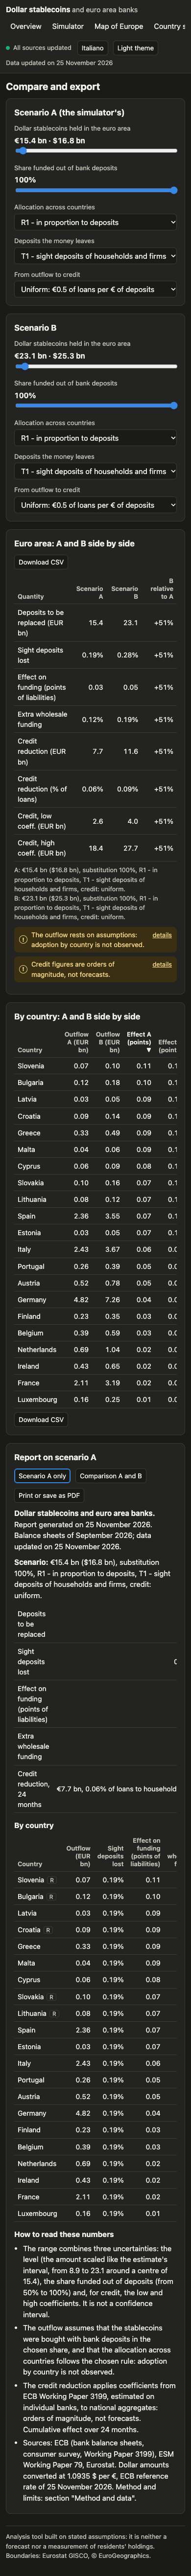 Dollar stablecoins and euro area banks
Overview Simulator Map of Europe Country s
All sources updated Italiano Light theme
Data updated on 25 November 2026
Compare and export
Scenario A (the simulator's)
Dollar stablecoins held in the euro area
€15.4 bn · $16.8 bn
Share funded out of bank deposits
100%
Allocation across countries
R1 - in proportion to deposits
Deposits the money leaves
T1 - sight deposits of households and firms
From outflow to credit
Uniform: €0.5 of loans per € of deposits
Scenario B
Dollar stablecoins held in the euro area
€23.1 bn · $25.3 bn
Share funded out of bank deposits
100%
Allocation across countries
R1 - in proportion to deposits
Deposits the money leaves
T1 - sight deposits of households and firms
From outflow to credit
Uniform: €0.5 of loans per € of deposits
Euro area: A and B side by side
Download CSV
Quantity Scenario A Scenario B B relative to A
Deposits to be replaced (EUR bn) 15.4 23.1 +51%
Sight deposits lost 0.19% 0.28% +51%
Effect on funding (points of liabilities) 0.03 0.05 +51%
Extra wholesale funding 0.12% 0.19% +51%
Credit reduction (EUR bn) 7.7 11.6 +51%
Credit reduction (% of loans) 0.06% 0.09% +51%
Credit, low coeff. (EUR bn) 2.6 4.0 +51%
Credit, high coeff. (EUR bn) 18.4 27.7 +51%
A: €15.4 bn ($16.8 bn), substitution 100%, R1 - in
proportion to deposits, T1 - sight deposits of
households and firms, credit: uniform.
B: €23.1 bn ($25.3 bn), substitution 100%, R1 - in
proportion to deposits, T1 - sight deposits of
households and firms, credit: uniform.
The outflow rests on assumptions: details
adoption by country is not observed.
Credit figures are orders of details
magnitude, not forecasts.
By country: A and B side by side
Country Outflow A (EUR bn) Outflow B (EUR bn) Effect A (points) ▼ Effect (point
Slovenia 0.07 0.10 0.11 0.1
Bulgaria 0.12 0.18 0.10 0.1
Latvia 0.03 0.05 0.09 0.1
Croatia 0.09 0.14 0.09 0.1
Greece 0.33 0.49 0.09 0.1
Malta 0.04 0.06 0.09 0.1
Cyprus 0.06 0.09 0.08 0.1
Slovakia 0.10 0.16 0.07 0.1
Lithuania 0.08 0.12 0.07 0.1
Spain 2.36 3.55 0.07 0.1
Estonia 0.03 0.05 0.07 0.1
Italy 2.43 3.67 0.06 0.0
Portugal 0.26 0.39 0.05 0.0
Austria 0.52 0.78 0.05 0.0
Germany 4.82 7.26 0.04 0.0
Finland 0.23 0.35 0.03 0.0
Belgium 0.39 0.59 0.03 0.0
Netherlands 0.69 1.04 0.02 0.0
Ireland 0.43 0.65 0.02 0.0
France 2.11 3.19 0.02 0.0
Luxembourg 0.16 0.25 0.01 0.0
Download CSV
Report on scenario A
Scenario A only Comparison A and B
Print or save as PDF
Dollar stablecoins and euro area banks.
Report generated on 25 November 2026.
Balance sheets of September 2026; data
updated on 25 November 2026.
Scenario: €15.4 bn ($16.8 bn), substitution
100%, R1 - in proportion to deposits, T1 - sight
deposits of households and firms, credit:
uniform.
Deposits to be replaced
Sight deposits lost
Effect on funding (points of liabilities)
Extra wholesale funding
Credit reduction, 24 months €7.7 bn, 0.06% of loans to household
By country
Country Outflow (EUR bn) Sight deposits lost Effect on funding (points of liabilities) wh f
Slovenia R 0.07 0.19% 0.11
Bulgaria R 0.12 0.19% 0.10
Latvia 0.03 0.19% 0.09
Croatia R 0.09 0.19% 0.09
Greece 0.33 0.19% 0.09
Malta 0.04 0.19% 0.09
Cyprus 0.06 0.19% 0.08
Slovakia R 0.10 0.19% 0.07
Lithuania R 0.08 0.19% 0.07
Spain 2.36 0.19% 0.07
Estonia 0.03 0.19% 0.07
Italy 2.43 0.19% 0.06
Portugal 0.26 0.19% 0.05
Austria 0.52 0.19% 0.05
Germany 4.82 0.19% 0.04
Finland 0.23 0.19% 0.03
Belgium 0.39 0.19% 0.03
Netherlands 0.69 0.19% 0.02
Ireland 0.43 0.19% 0.02
France 2.11 0.19% 0.02
Luxembourg 0.16 0.19% 0.01
How to read these numbers
• The range combines three uncertainties: the
level (the amount scaled like the estimate's
interval, from 8.9 to 23.1 around a centre of
15.4), the share funded out of deposits (from
50% to 100%) and, for credit, the low and
high coefficients. It is not a confidence
interval.
• The outflow assumes that the stablecoins
were bought with bank deposits in the
chosen share, and that the allocation across
countries follows the chosen rule: adoption
by country is not observed.
• The credit reduction applies coefficients from
ECB Working Paper 3199, estimated on
individual banks, to national aggregates:
orders of magnitude, not forecasts.
Cumulative effect over 24 months.
• Sources: ECB (bank balance sheets,
consumer survey, Working Paper 3199), ESM
Working Paper 79, Eurostat. Dollar amounts
converted at 1.0935 $ per €, ECB reference
rate of 25 November 2026. Method and
limits: section "Method and data".
Analysis tool built on stated assumptions: it is neither a
forecast nor a measurement of residents' holdings.
Boundaries: Eurostat GISCO, © EuroGeographics.